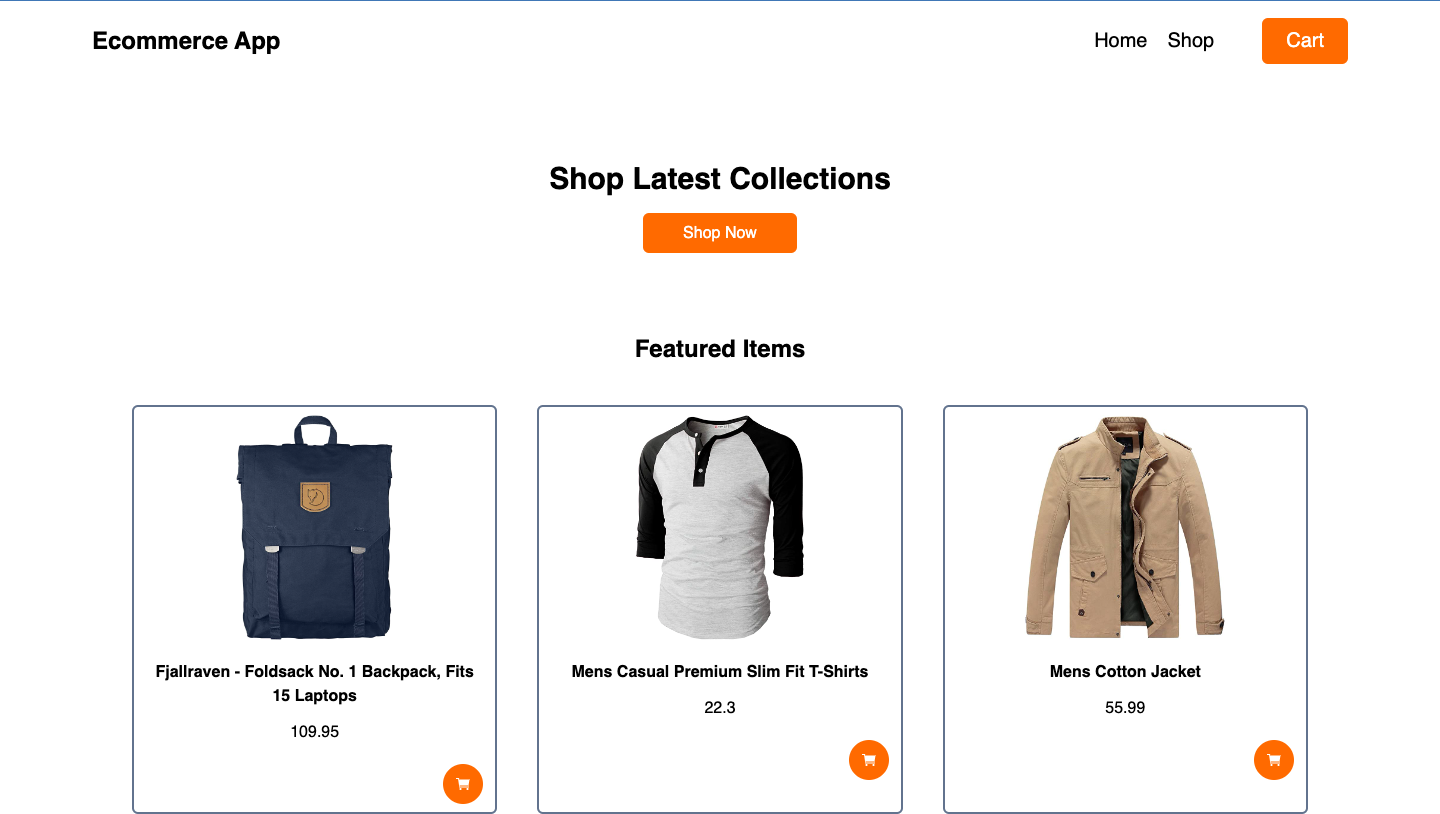 Ecommerce App
Home
Shop
Cart
Shop Latest Collections
Shop Now
Featured Items
Fjallraven - Foldsack No. 1 Backpack, Fits
15 Laptops
109.95
Mens Casual Premium Slim Fit T-Shirts
22.3
Mens Cotton Jacket
55.99